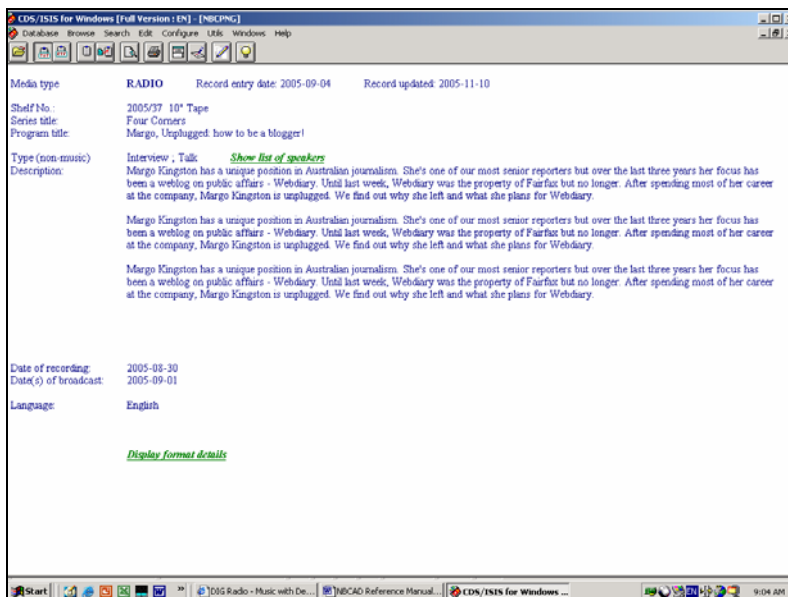 CDS/ISIS for Windows [Full Version : EN] - [NBCPNG]
Database Browse Search Edit Configure Utils Windows Help
Media type RADIO Record entry date: 2005-09-04 Record updated: 2005-11-10
Shelf No.: 2005/37 10" Tape
Series title: Four Corners
Program title: Margo, Unplugged: how to be a blogger!
Type (non-music) Interview ; Talk Show list of speakers
Description: Margo Kingston has a unique position in Australian journalism. She's one of our most senior reporters but over the last three years her focus has
been a weblog on public affairs - Webdiary. Until last week, Webdiary was the property of Fairfax but no longer. After spending most of her career
at the company, Margo Kingston is unplugged. We find out why she left and what she plans for Webdiary.
Margo Kingston has a unique position in Australian journalism. She's one of our most senior reporters but over the last three years her focus has
been a weblog on public affairs - Webdiary. Until last week, Webdiary was the property of Fairfax but no longer. After spending most of her career
at the company, Margo Kingston is unplugged. We find out why she left and what she plans for Webdiary.
Margo Kingston has a unique position in Australian journalism. She's one of our most senior reporters but over the last three years her focus has
been a weblog on public affairs - Webdiary. Until last week, Webdiary was the property of Fairfax but no longer. After spending most of her career
at the company, Margo Kingston is unplugged. We find out why she left and what she plans for Webdiary.
Date of recording: 2005-08-30
Date(s) of broadcast: 2005-09-01
Language: English
Display format details
Start » DIG Radio - Music with De... NBCAD Reference Manual... CDS/ISIS for Windows ... EN 9:04 AM